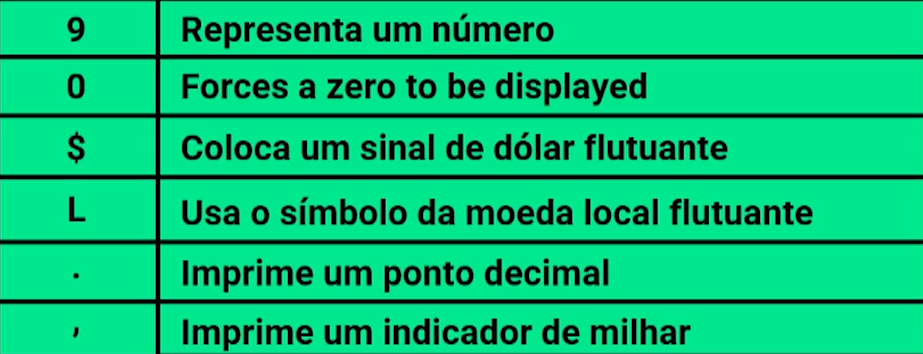 9 Representa um número
0 Forces a zero to be displayed
$ Coloca um sinal de dólar flutuante
L Usa o símbolo da moeda local flutuante
. Imprime um ponto decimal
, Imprime um indicador de milhar